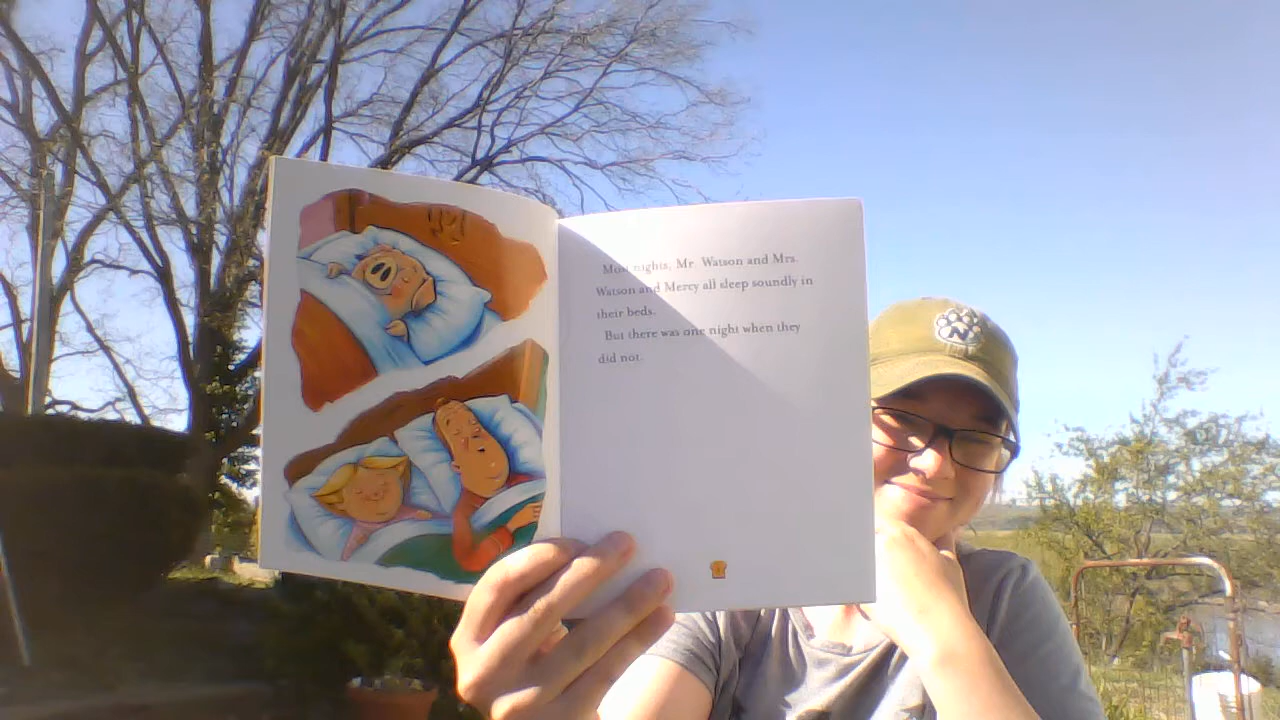 Most nights, Mr. Watson and Mrs.
Watson and Mercy all sleep soundly in
their beds.
But there was one night when they
did not.
N